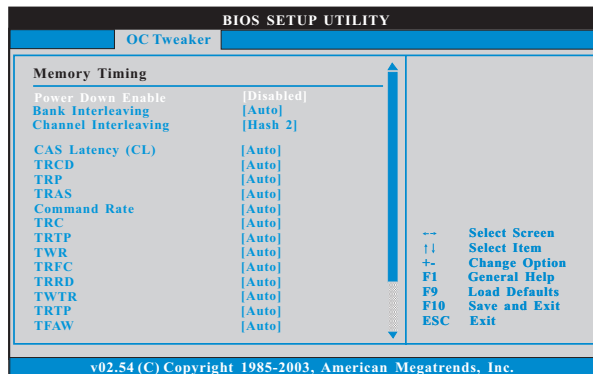 BIOS SETUP UTILITY
OC Tweaker
Memory Timing
Power Down Enable [Disabled]
Bank Interleaving [Auto]
Channel Interleaving [Hash 2]
CAS Latency (CL) [Auto]
TRCD [Auto]
TRP [Auto]
TRAS [Auto]
Command Rate [Auto]
TRC [Auto]
TRTP [Auto]
TWR [Auto]
TRFC [Auto]
TRRD [Auto]
TWTR [Auto]
TRTP [Auto]
TFAW [Auto]
←→ Select Screen
↑↓ Select Item
+- Change Option
F1 General Help
F9 Load Defaults
F10 Save and Exit
ESC Exit
v02.54 (C) Copyright 1985-2003, American Megatrends, Inc.